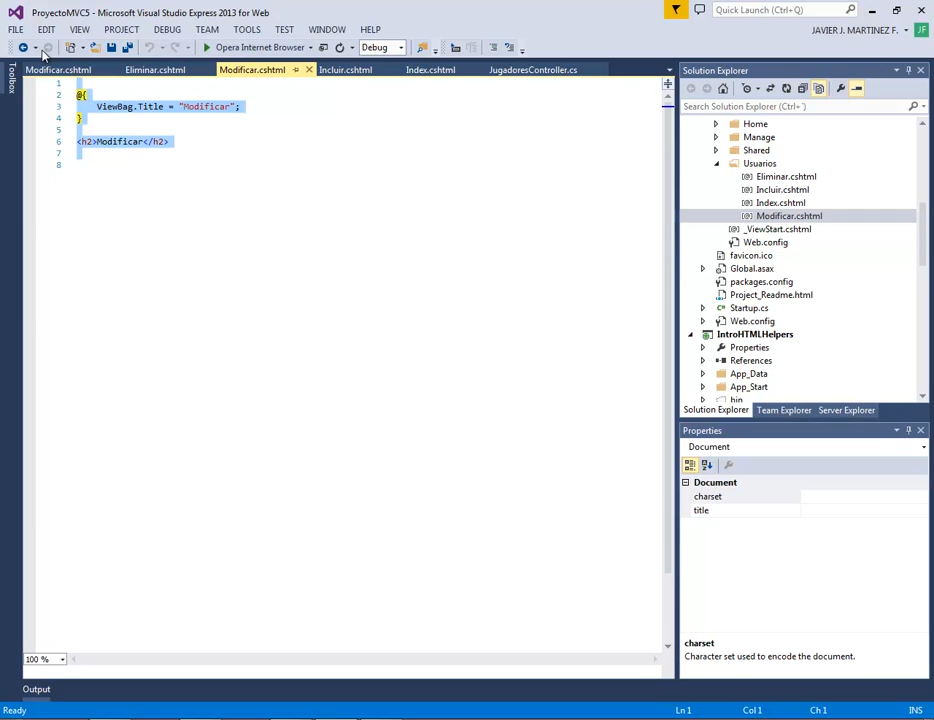 ProyectoMVC5 - Microsoft Visual Studio Express 2013 for Web
Quick Launch (Ctrl+Q)
FILE EDIT VIEW PROJECT DEBUG TEAM TOOLS TEST WINDOW HELP
JAVIER J. MARTINEZ F.
JF
Opera Internet Browser
Debug
Toolbox
Modificar.cshtml
Eliminar.cshtml
Modificar.cshtml
Incluir.cshtml
Index.cshtml
JugadoresController.cs
1
2 @{
3 ViewBag.Title = "Modificar";
4 }
5
6 <h2>Modificar</h2>
7
8
100 %
Solution Explorer
Search Solution Explorer (Ctrl+')
Home
Manage
Shared
Usuarios
[@] Eliminar.cshtml
[@] Incluir.cshtml
[@] Index.cshtml
[@] Modificar.cshtml
[@] _ViewStart.cshtml
Web.config
favicon.ico
Global.asax
packages.config
Project_Readme.html
C# Startup.cs
Web.config
IntroHTMLHelpers
Properties
References
App_Data
App_Start
bin
Solution Explorer Team Explorer Server Explorer
Properties
Document
Document
charset
title
charset
Character set used to encode the document.
Output
Ready
Ln 1
Col 1
Ch 1
INS